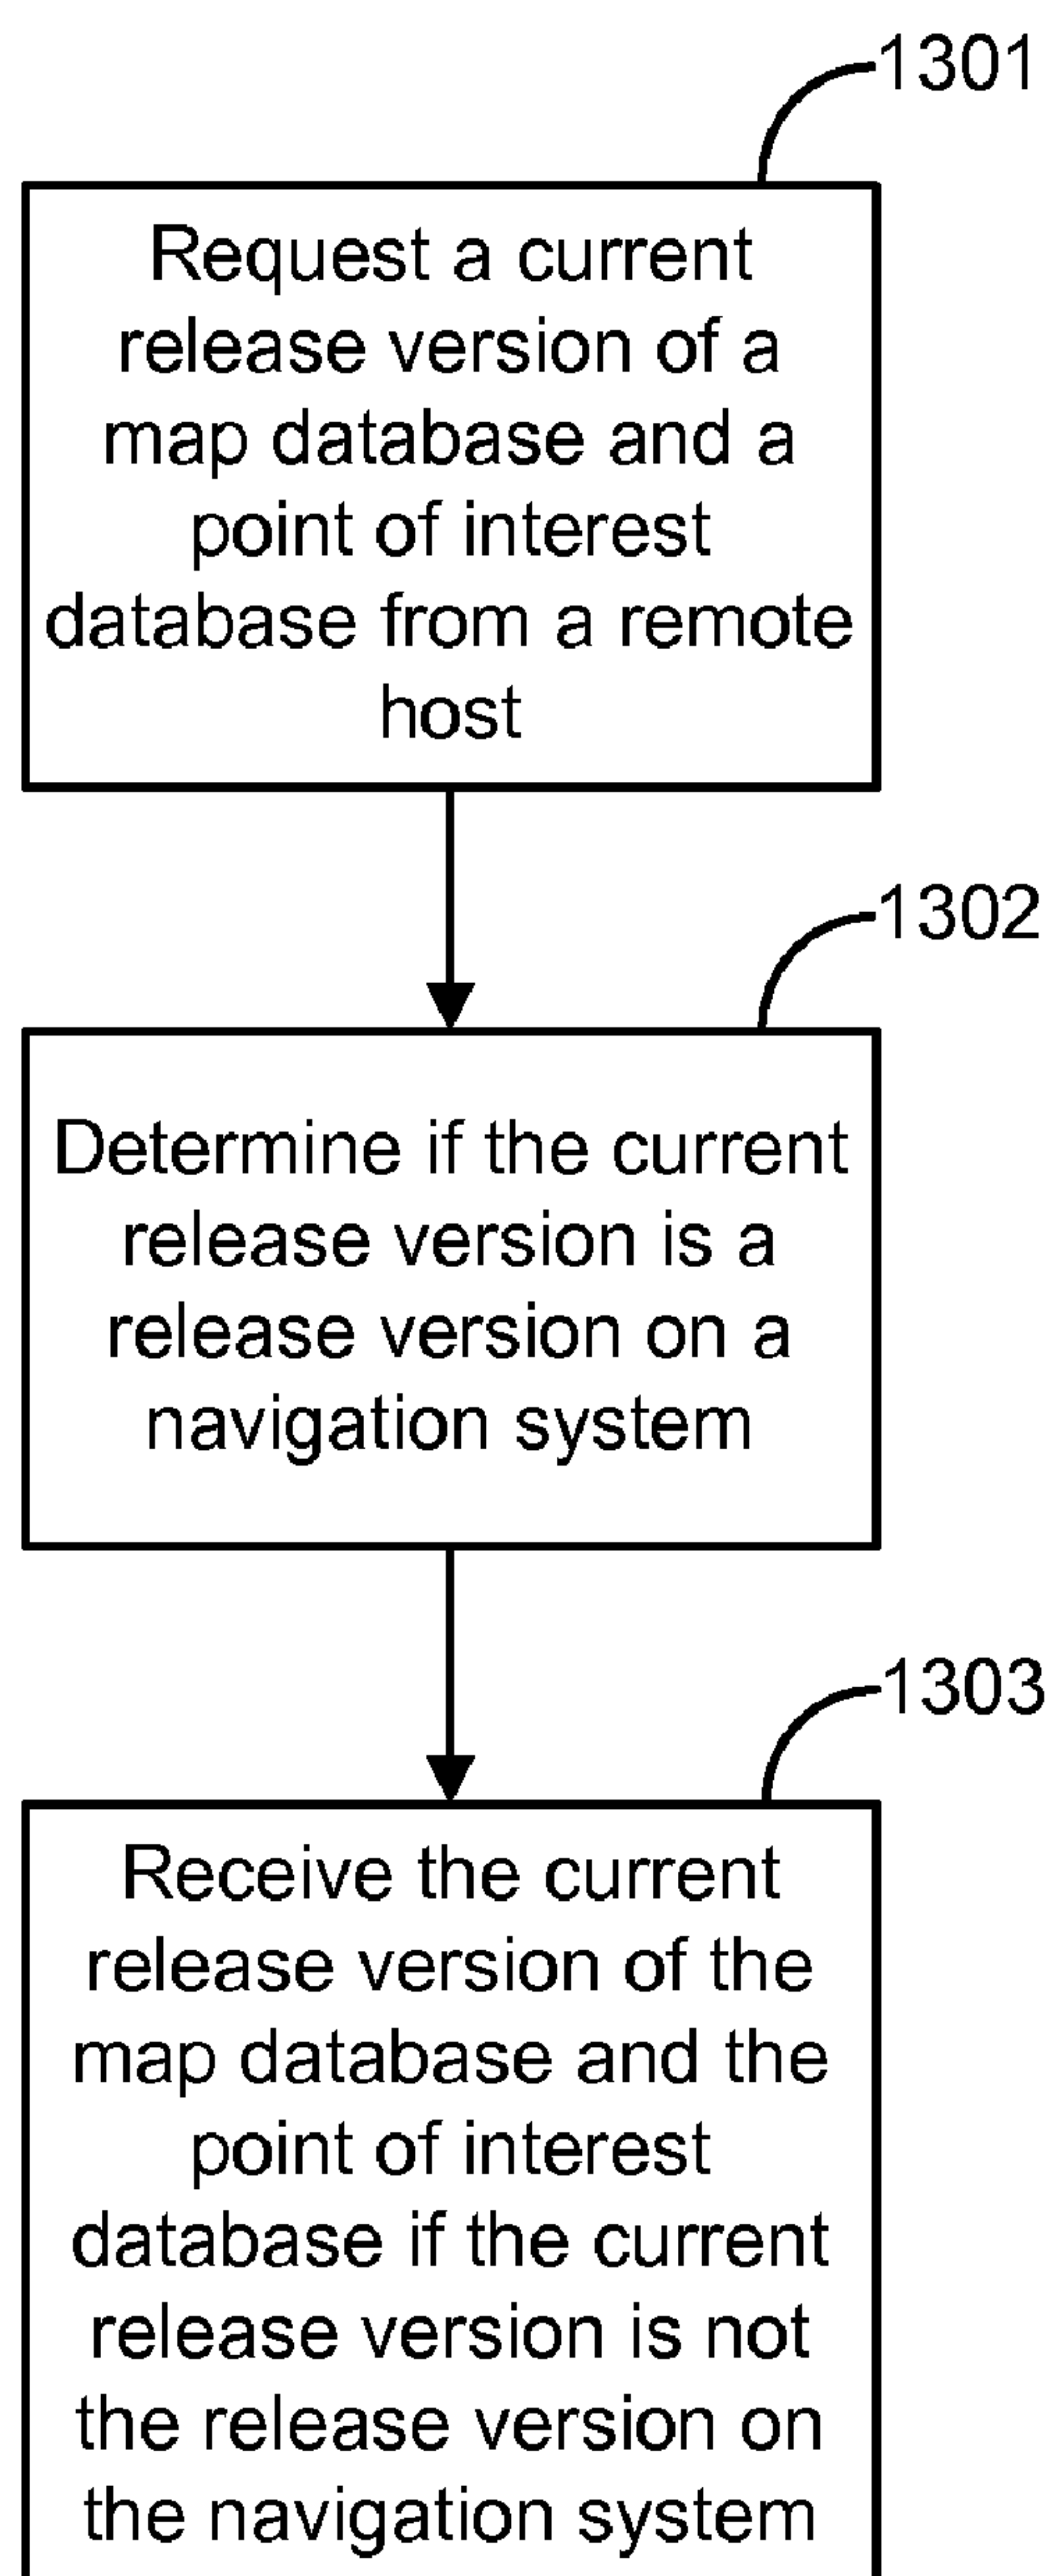 1301
Request a current
release version of a
map database and a
point of interest
database from a remote
host
1302
Determine if the current
release version is a
release version on a
navigation system
1303
Receive the current
release version of the
map database and the
point of interest
database if the current
release version is not
the release version on
the navigation system